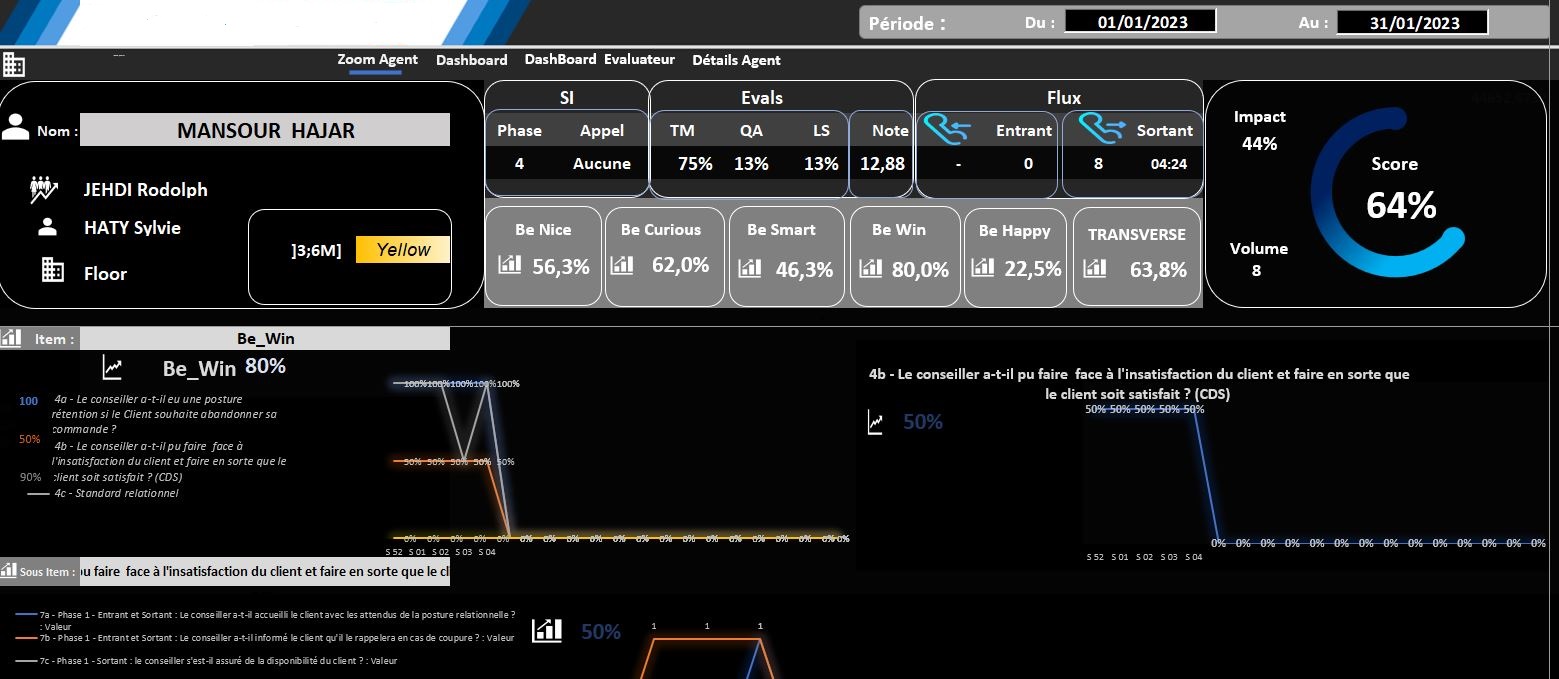 Période : Du : 01/01/2023 Au : 31/01/2023
Zoom Agent Dashboard DashBoard Evaluateur Détails Agent
Nom : MANSOUR HAJAR
JEHDI Rodolph
HATY Sylvie
Floor
]3;6M] Yellow
SI
Phase Appel
4 Aucune
Evals
TM QA LS Note
75% 13% 13% 12,88
Flux
Entrant Sortant
- 0 8 04:24
Be Nice
56,3%
Be Curious
62,0%
Be Smart
46,3%
Be Win
80,0%
Be Happy
22,5%
TRANSVERSE
63,8%
Impact
44%
Score
64%
Volume
8
Item : Be_Win
Be_Win 80%
100
4a - Le conseiller a-t-il eu une posture
rétention si le Client souhaite abandonner sa
commande ?
50%
4b - Le conseiller a-t-il pu faire face à
l'insatisfaction du client et faire en sorte que le
client soit satisfait ? (CDS)
90%
4c - Standard relationnel
100% 100% 100% 100% 100%
50% 50% 50% 50% 50%
0% 0% 0% 0% 0% 0% 0% 0% 0% 0% 0% 0% 0% 0% 0% 0% 0% 0% 0% 0%
S 52 S 01 S 02 S 03 S 04
4b - Le conseiller a-t-il pu faire face à l'insatisfaction du client et faire en sorte que
le client soit satisfait ? (CDS)
50%
50% 50% 50% 50% 50%
0% 0% 0% 0% 0% 0% 0% 0% 0% 0% 0% 0% 0% 0%
S 52 S 01 S 02 S 03 S 04
Sous Item : pu faire face à l'insatisfaction du client et faire en sorte que le cli
7a - Phase 1 - Entrant et Sortant : Le conseiller a-t-il accueilli le client avec les attendus de la posture relationnelle ?
: Valeur
7b - Phase 1 - Entrant et Sortant : Le conseiller a-t-il informé le client qu'il le rappelera en cas de coupure ? : Valeur
7c - Phase 1 - Sortant : le conseiller s'est-il assuré de la disponibilité du client ? : Valeur
50%
1 1 1